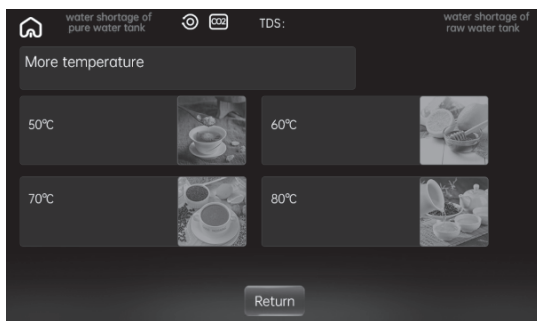 water shortage of
pure water tank
CO2
TDS:
water shortage of
raw water tank
More temperature
50℃
60℃
70℃
80℃
Return